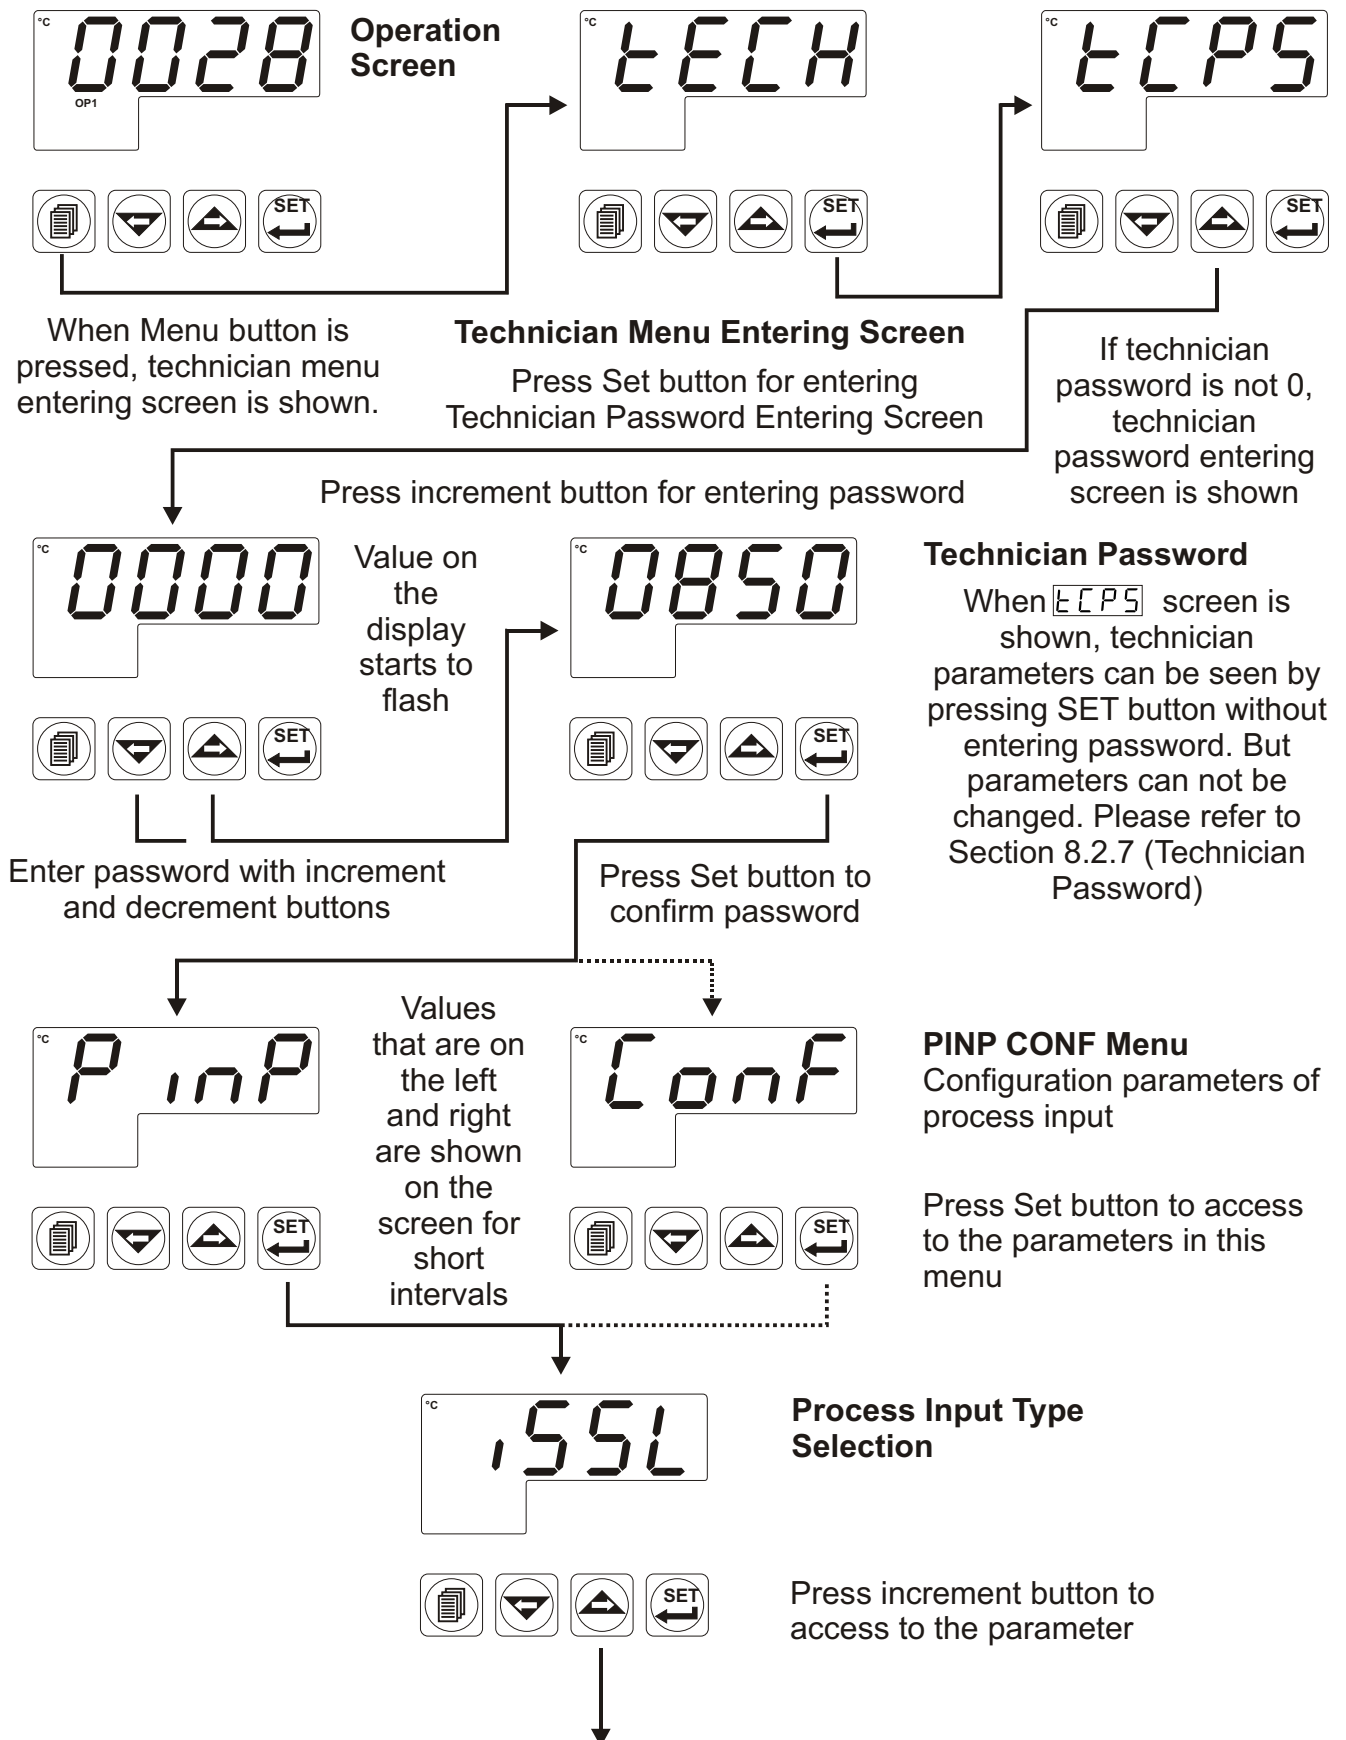 °C
0028
OP1
Operation
Screen
°C
tECH
°C
tCPS
SET
SET
SET
When Menu button is
pressed, technician menu
entering screen is shown.
Technician Menu Entering Screen
Press Set button for entering
Technician Password Entering Screen
If technician
password is not 0,
technician
password entering
screen is shown
Press increment button for entering password
°C
0000
Value on
the
display
starts to
flash
°C
0850
SET
SET
Technician Password
When tCPS screen is
shown, technician
parameters can be seen by
pressing SET button without
entering password. But
parameters can not be
changed. Please refer to
Section 8.2.7 (Technician
Password)
Enter password with increment
and decrement buttons
Press Set button to
confirm password
°C
PinP
Values
that are on
the left
and right
are shown
on the
screen for
short
intervals
°C
ConF
SET
SET
PINP CONF Menu
Configuration parameters of
process input
Press Set button to access
to the parameters in this
menu
°C
iSSL
SET
Process Input Type
Selection
Press increment button to
access to the parameter